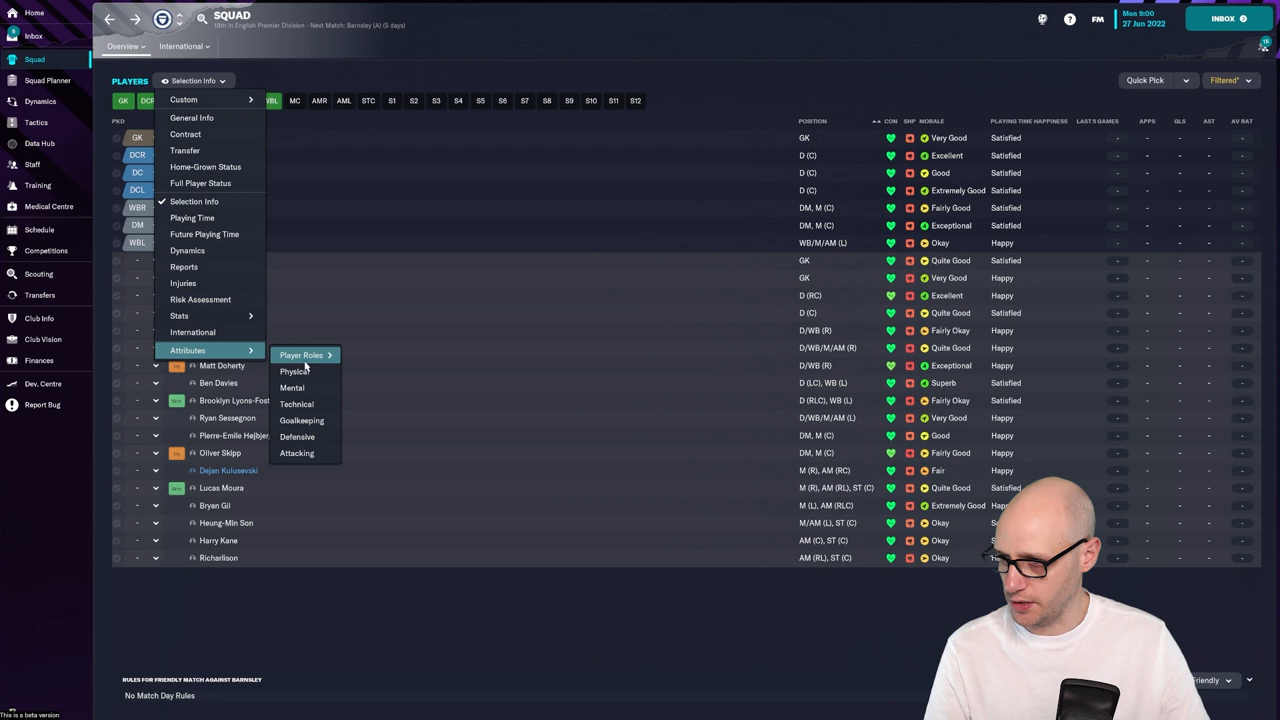 Home
SQUAD
18th in English Premier Division - Next Match: Barnsley (A) (5 days)
FM
Mon 9:00
27 Jun 2022
INBOX
5
Inbox
Overview
International
15
Squad
Squad Planner
PLAYERS
Selection Info
Quick Pick
Filtered*
Dynamics
GK
DCR
WBL
MC
AMR
AML
STC
S1
S2
S3
S4
S5
S6
S7
S8
S9
S10
S11
S12
Tactics
PKD
POSITION
CON
SHP
MORALE
PLAYING TIME HAPPINESS
LAST 5 GAMES
APPS
GLS
AST
AV RAT
Data Hub
Staff
Training
Medical Centre
Schedule
Competitions
Scouting
Transfers
Club Info
Club Vision
Finances
Dev. Centre
Report Bug
Custom
General Info
Contract
Transfer
Home-Grown Status
Full Player Status
Selection Info
Playing Time
Future Playing Time
Dynamics
Reports
Injuries
Risk Assessment
Stats
International
Attributes
Player Roles
Physical
Mental
Technical
Goalkeeping
Defensive
Attacking
GK GK Very Good Satisfied - - - - -
DCR D (C) Excellent Satisfied - - - - -
DC D (C) Good Satisfied - - - - -
DCL D (C) Extremely Good Satisfied - - - - -
WBR DM, M (C) Fairly Good Satisfied - - - - -
DM DM, M (C) Exceptional Satisfied - - - - -
WBL WB/M/AM (L) Okay Happy - - - - -
- GK Quite Good Satisfied - - - - -
- GK Very Good Happy - - - - -
- D (RC) Excellent Happy - - - - -
- D (C) Quite Good Satisfied - - - - -
- D/WB (R) Fairly Okay Happy - - - - -
- D/WB/M/AM (R) Quite Good Happy - - - - -
- Matt Doherty D/WB (R) Exceptional Happy - - - - -
- Ben Davies D (LC), WB (L) Superb Happy - - - - -
- Wnt Brooklyn Lyons-Fost D (RLC), WB (L) Fairly Okay Happy - - - - -
- Ryan Sessegnon D/WB/M/AM (L) Very Good Happy - - - - -
- Pierre-Emile Højbjer DM, M (C) Good Happy - - - - -
- Oliver Skipp DM, M (C) Fairly Good Satisfied - - - - -
- Dejan Kulusevski M (R), AM (RC) Fair Happy - - - - -
- Wnt Lucas Moura M (R), AM (RL), ST (C) Quite Good Satisfied - - - - -
- Bryan Gil M (L), AM (RLC) Extremely Good - - - - -
- Heung-Min Son M/AM (L), ST (C) Okay
- Harry Kane AM (C), ST (C) Okay
- Richarlison AM (RL), ST (C) Okay
RULES FOR FRIENDLY MATCH AGAINST BARNSLEY
Friendly
No Match Day Rules
This is a beta version